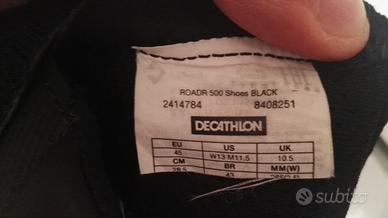 ROADR 500 Shoes BLACK
2414784 8408251
DECATHLON
EU US UK
45 W13 M11.5 10.5
CM BR MM(W)
28.5 43
subito